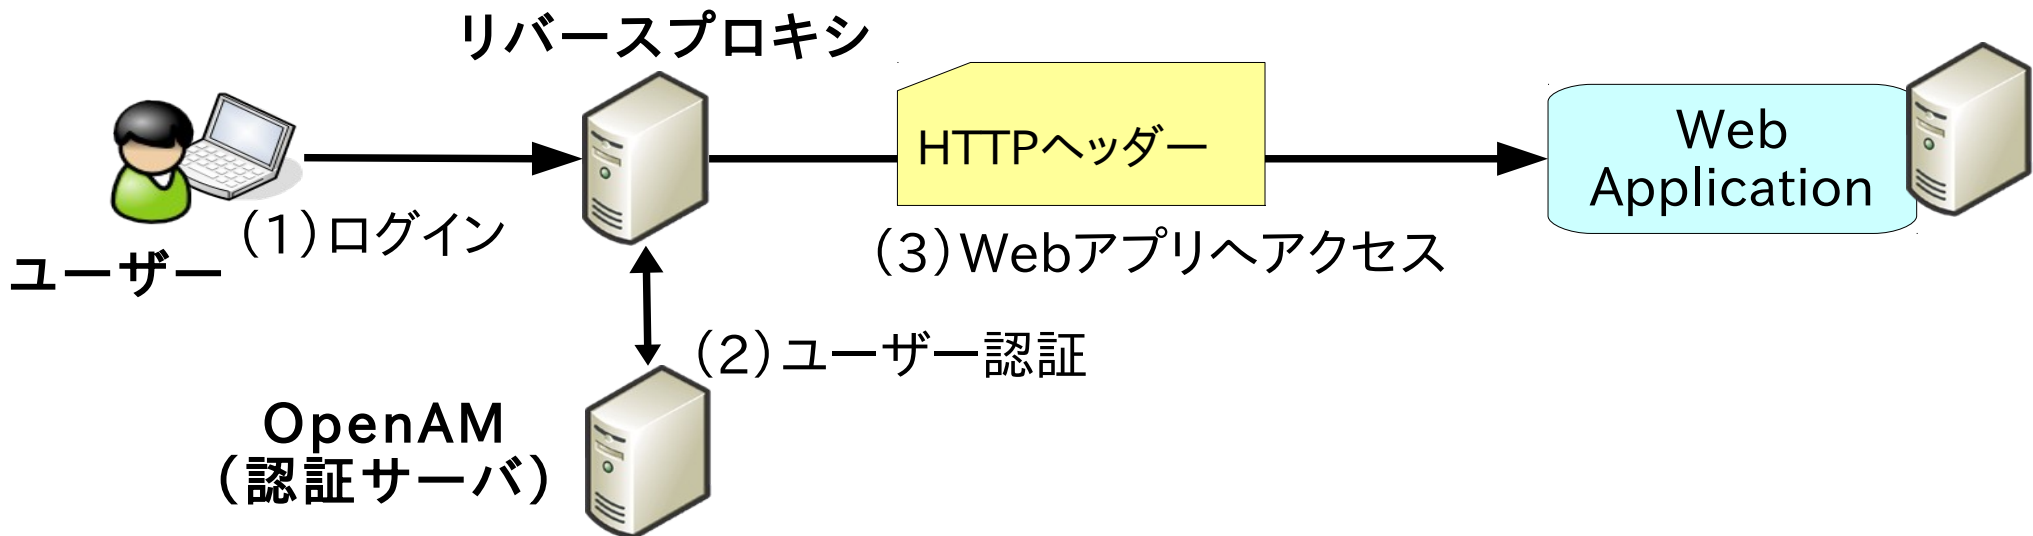 リバースプロキシ
HTTPヘッダー
Web
Application
(1)ログイン
ユーザー
(3)Webアプリへアクセス
(2)ユーザー認証
OpenAM
(認証サーバ)